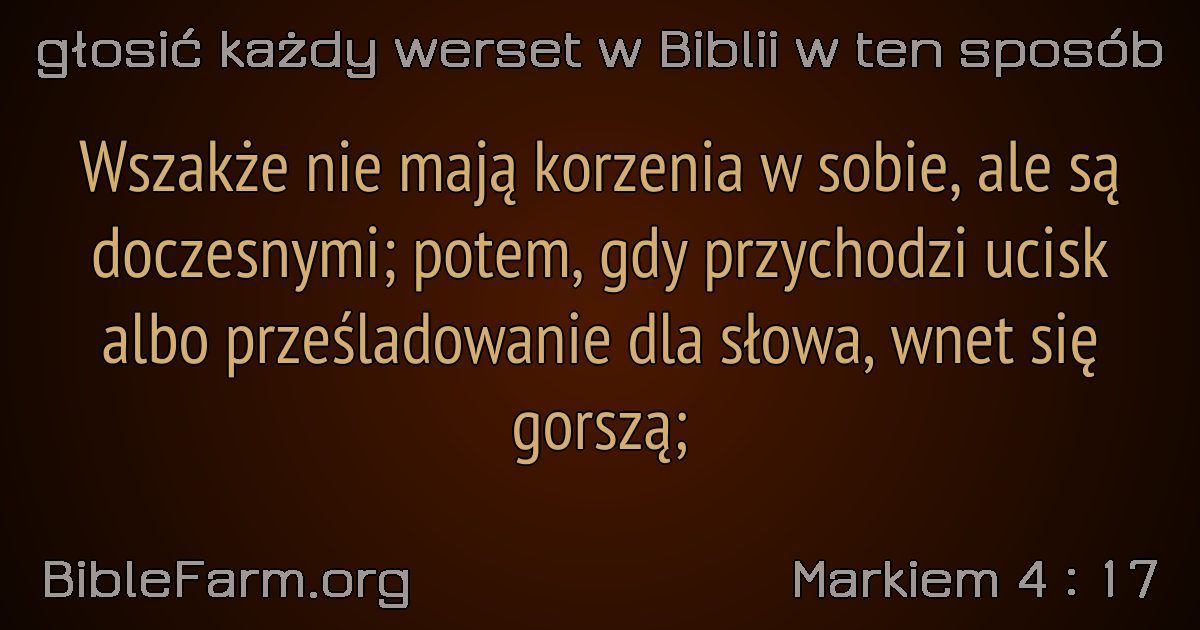 głosić każdy werset w Biblii w ten sposób
Wszakże nie mają korzenia w sobie, ale są
doczesnymi; potem, gdy przychodzi ucisk
albo prześladowanie dla słowa, wnet się
gorszą;
BibleFarm.org
Markiem 4 : 17